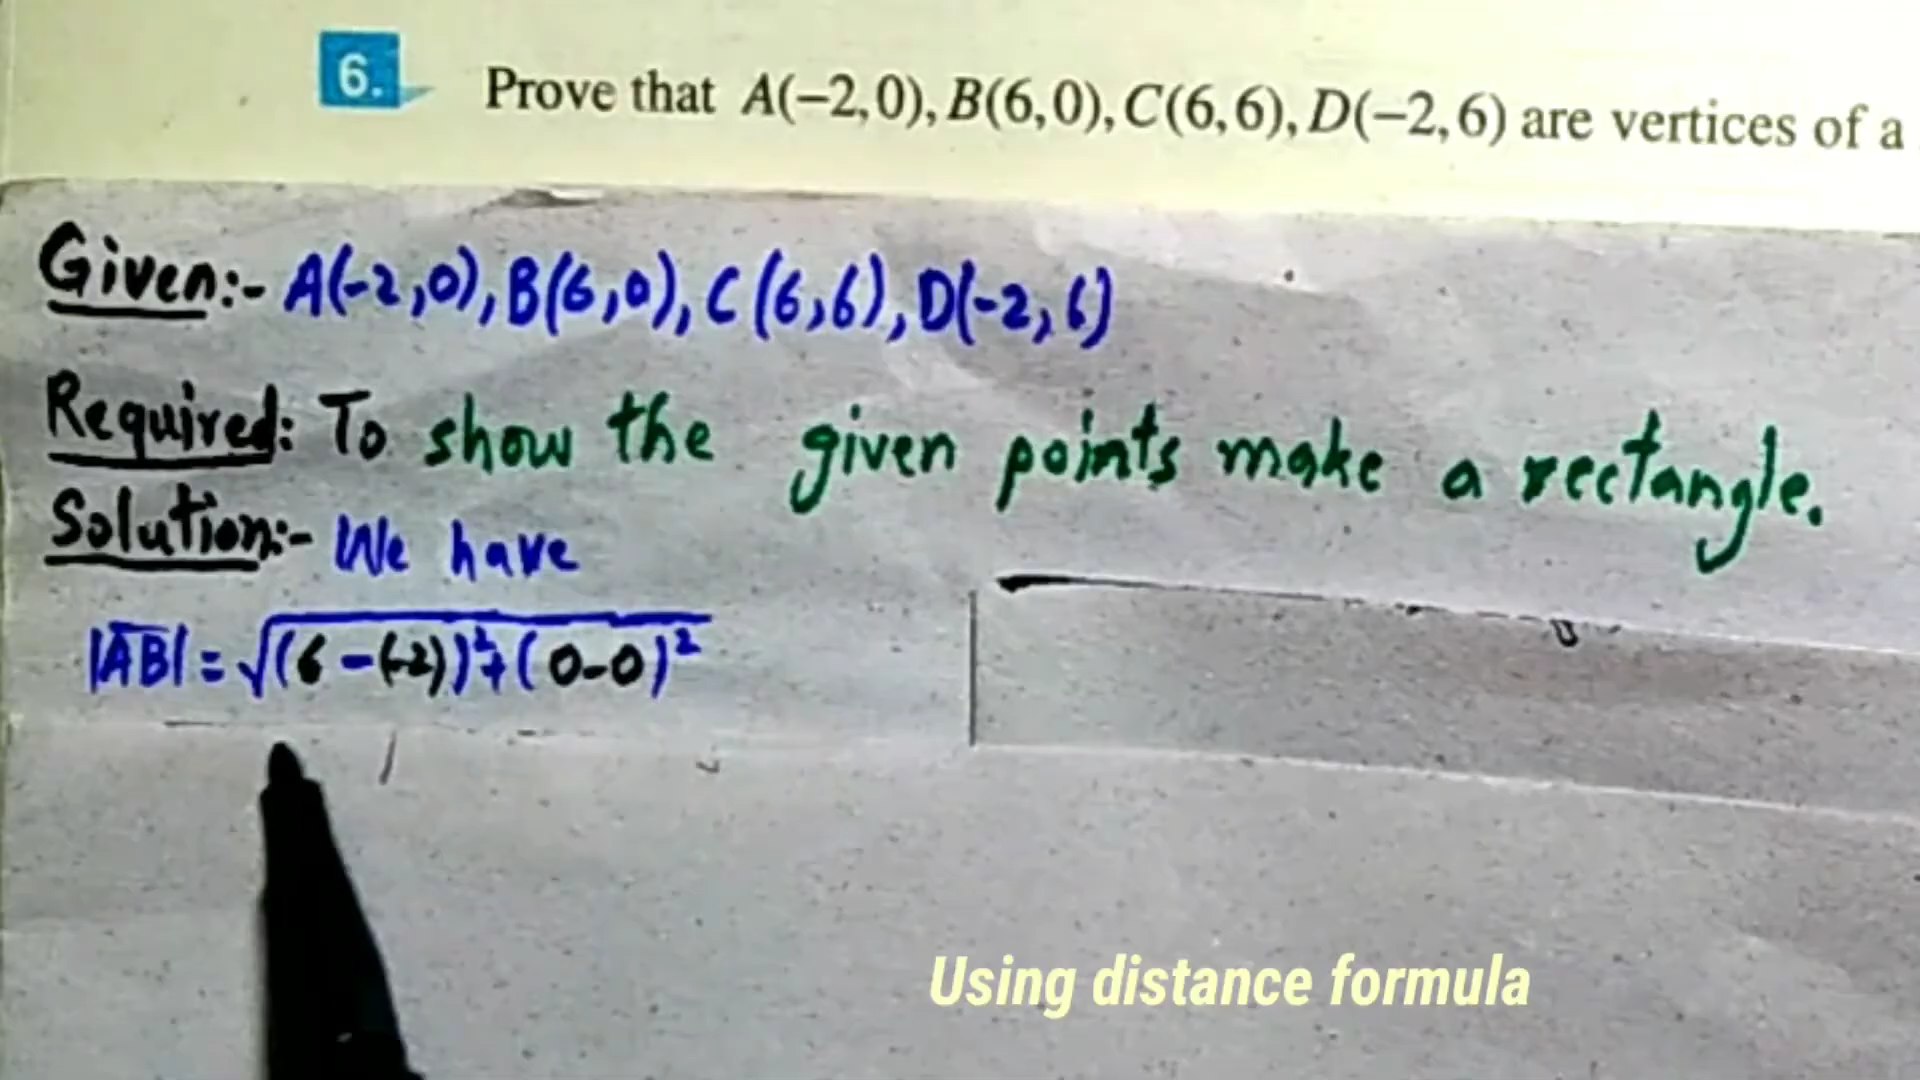 6. Prove that A(−2,0), B(6,0), C(6,6), D(−2,6) are vertices of a
Given:- A(-2,0), B(6,0), C(6,6), D(-2,6)
Required: To show the given points make a rectangle.
Solution:- We have
|A̅B̅| = √(6-(-2))²+(0-0)²
Using distance formula